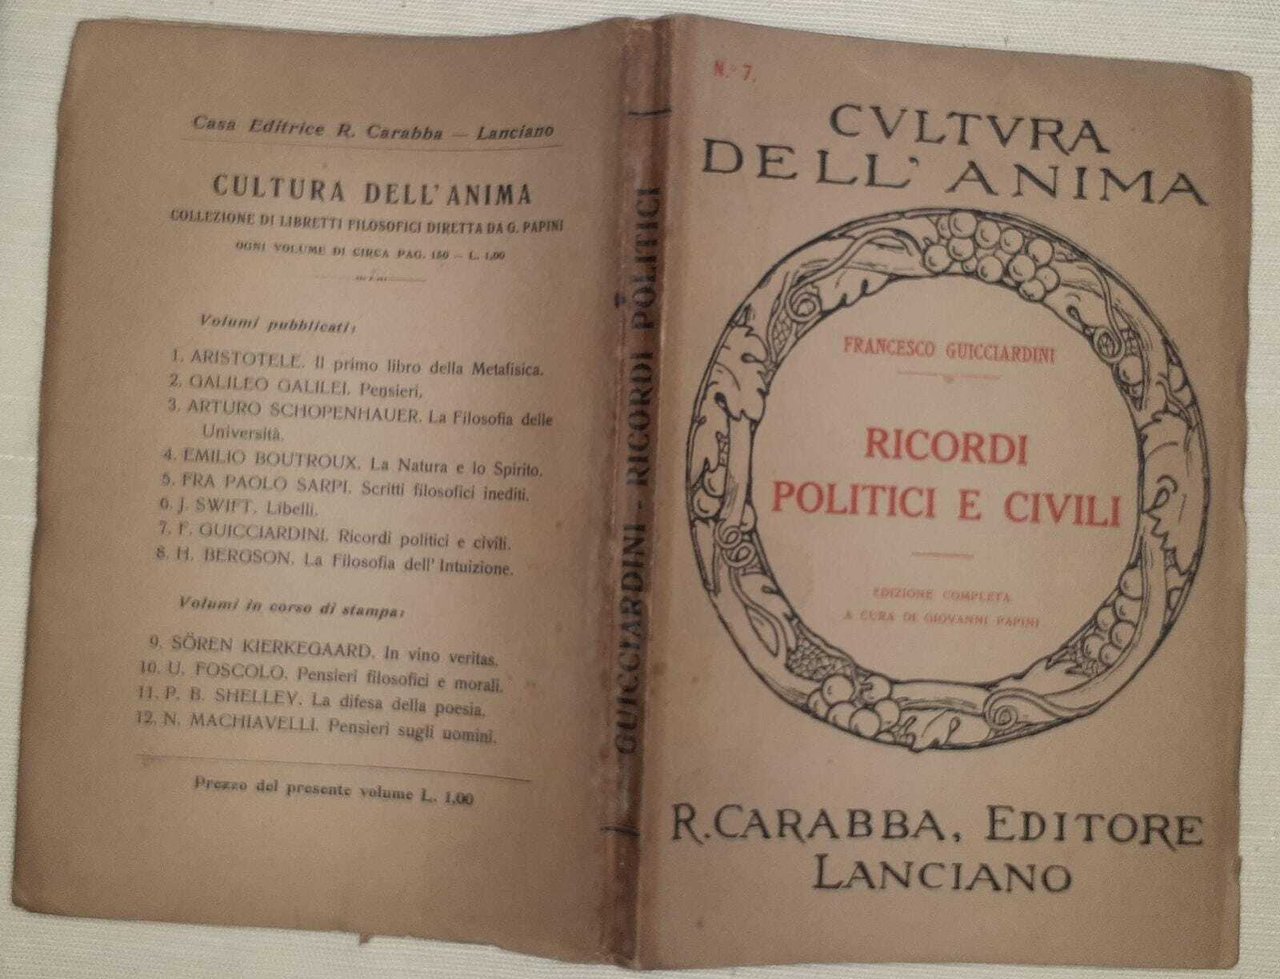 Casa Editrice R. Carabba — Lanciano
CULTURA DELL'ANIMA
COLLEZIONE DI LIBRETTI FILOSOFICI DIRETTA DA G. PAPINI
OGNI VOLUME DI CIRCA PAG. 150 — L. 1,00
Volumi pubblicati:
1. ARISTOTELE. Il primo libro della Metafisica.
2. GALILEO GALILEI. Pensieri,
3. ARTURO SCHOPENHAUER. La Filosofia delle
Università.
4. EMILIO BOUTROUX. La Natura e lo Spirito.
5. FRA PAOLO SARPI. Scritti filosofici inediti.
6. J. SWIFT. Libelli.
7. F. GUICCIARDINI. Ricordi politici e civili.
8. H. BERGSON. La Filosofia dell'Intuizione.
Volumi in corso di stampa:
9. SÖREN KIERKEGAARD. In vino veritas.
10. U. FOSCOLO. Pensieri filosofici e morali.
11. P. B. SHELLEY. La difesa della poesia.
12. N. MACHIAVELLI. Pensieri sugli uomini.
Prezzo del presente volume L. 1,00
GUICCIARDINI - RICORDI POLITICI
N.° 7.
CVLTVRA
DELL'ANIMA
FRANCESCO GUICCIARDINI
RICORDI
POLITICI E CIVILI
EDIZIONE COMPLETA
A CURA DI GIOVANNI PAPINI
R. CARABBA, EDITORE
LANCIANO